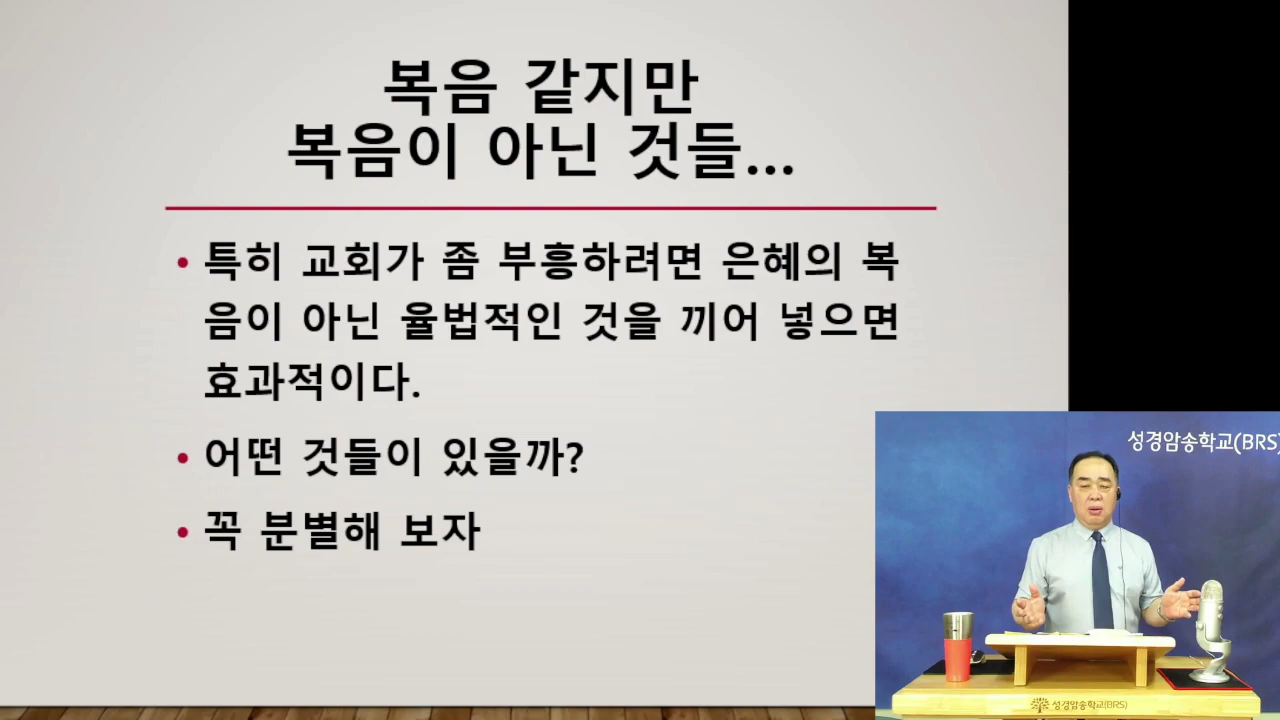 복음 같지만
복음이 아닌 것들...
• 특히 교회가 좀 부흥하려면 은혜의 복
음이 아닌 율법적인 것을 끼어 넣으면
효과적이다.
• 어떤 것들이 있을까?
• 꼭 분별해 보자
성경암송학교(BRS)
성경암송학교(BRS)